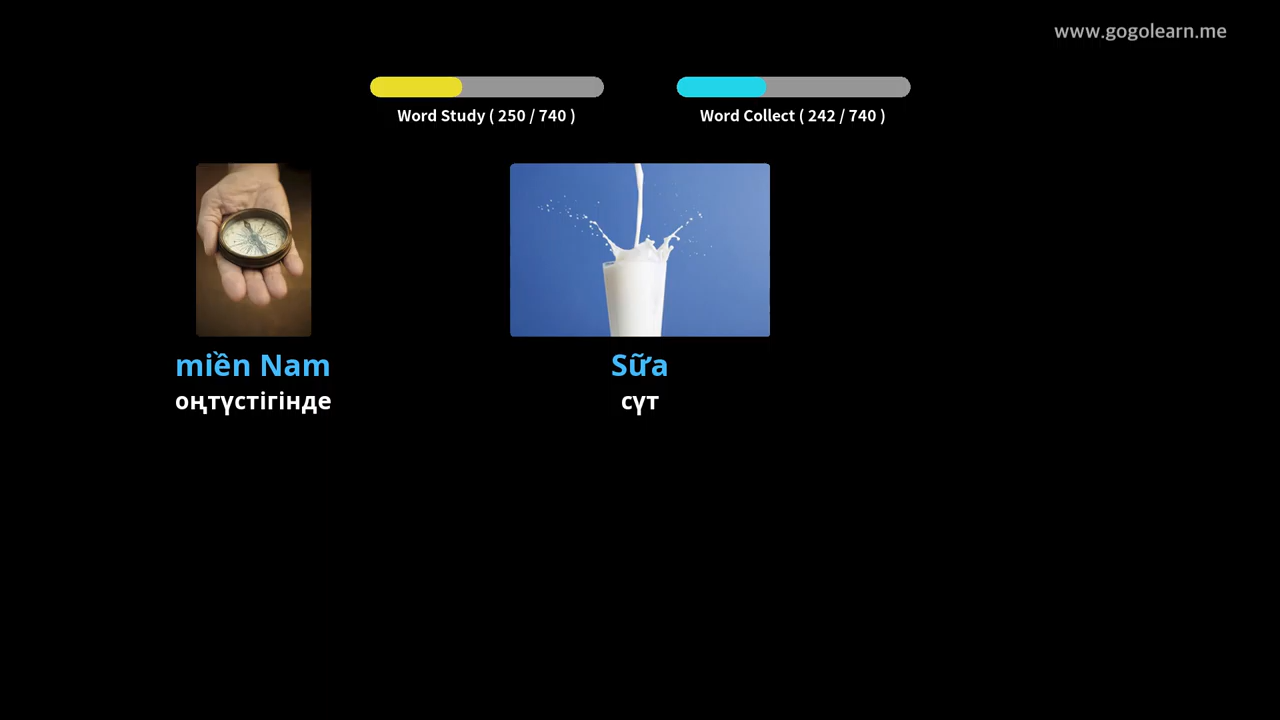 www.gogolearn.me
Word Study ( 250 / 740 )
Word Collect ( 242 / 740 )
miền Nam
оңтүстігінде
Sữa
сүт